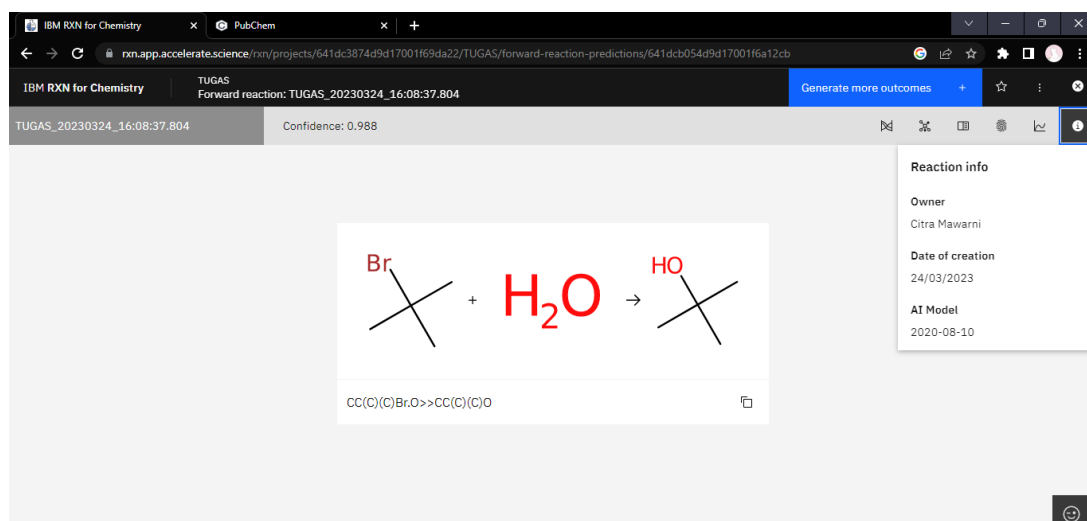 IBM RXN for Chemistry
PubChem
rxn.app.accelerate.science/rxn/projects/641dc3874d9d17001f69da22/TUGAS/forward-reaction-predictions/641dcb054d9d17001f6a12cb
IBM RXN for Chemistry
TUGAS
Forward reaction: TUGAS_20230324_16:08:37.804
Generate more outcomes +
TUGAS_20230324_16:08:37.804
Confidence: 0.988
Reaction info
Owner
Citra Mawarni
Date of creation
24/03/2023
AI Model
2020-08-10
Br
+ H₂O →
HO
CC(C)(C)Br.O>>CC(C)(C)O